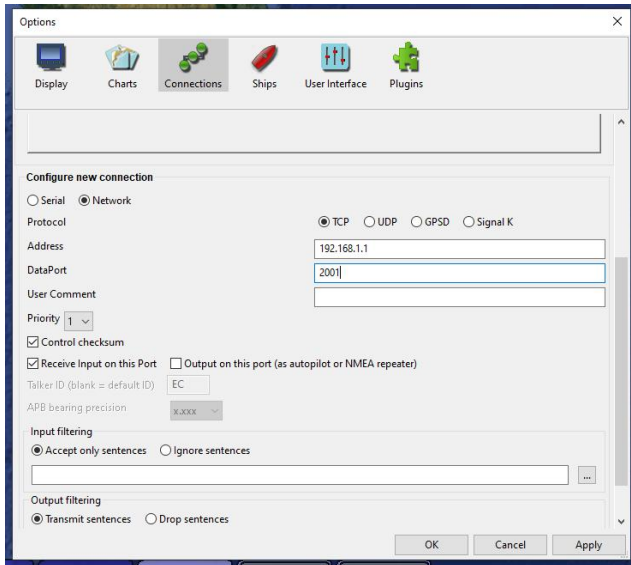 Options
Display Charts Connections Ships User Interface Plugins
Configure new connection
Serial Network
Protocol TCP UDP GPSD Signal K
Address 192.168.1.1
DataPort 2001
User Comment
Priority 1
Control checksum
Receive Input on this Port Output on this port (as autopilot or NMEA repeater)
Talker ID (blank = default ID) EC
APB bearing precision x.xxx
Input filtering
Accept only sentences Ignore sentences
...
Output filtering
Transmit sentences Drop sentences
OK Cancel Apply